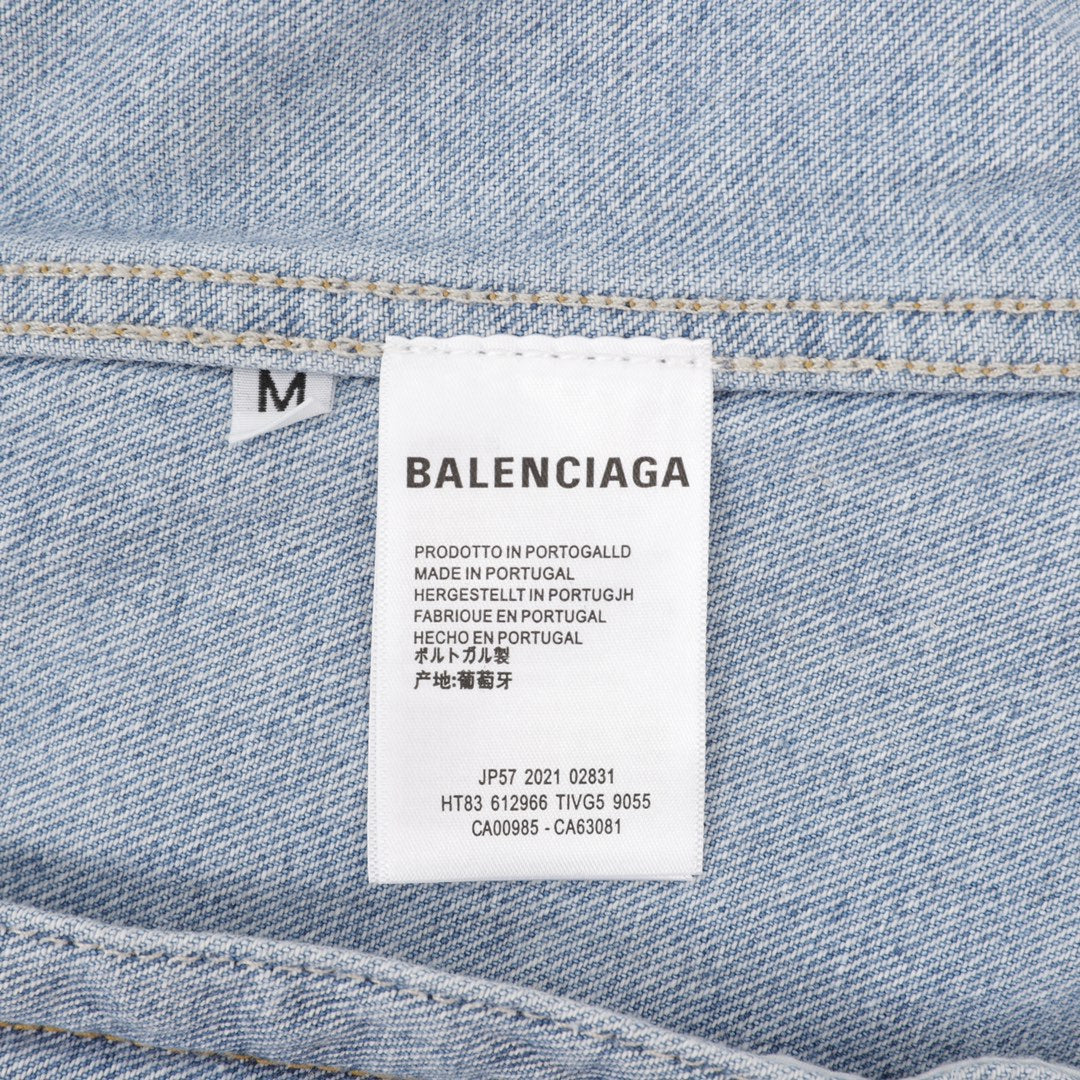 M
BALENCIAGA
PRODOTTO IN PORTOGALLD
MADE IN PORTUGAL
HERGESTELLT IN PORTUGJH
FABRIOUE EN PORTUGAL
HECHO EN PORTUGAL
ポルトガル製
产地:葡萄牙
JP57 2021 02831
HT83 612966 TIVG5 9055
CA00985 - CA63081